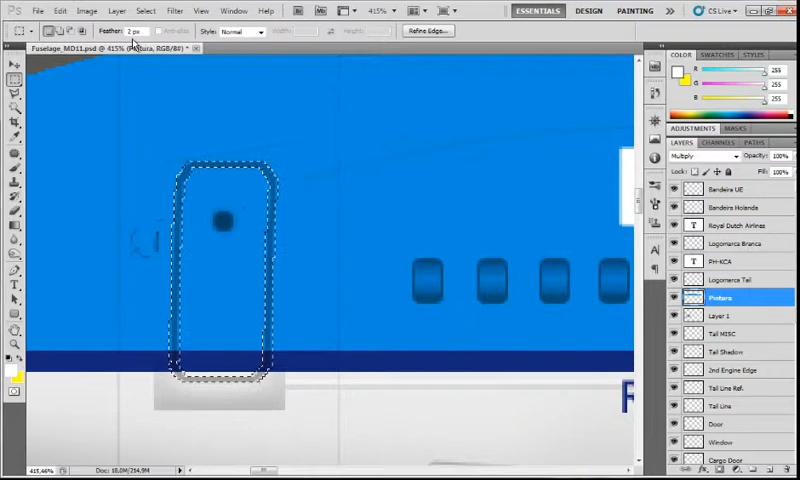 File Edit Image Layer Select Filter View Window Help
415%
ESSENTIALS DESIGN PAINTING
CS Live
Feather: 2 px
Anti-alias
Style: Normal
Width:
Height:
Refine Edge...
Fuselage_MD11.psd @ 415% (Pintura, RGB/8#) *
COLOR SWATCHES STYLES
R 255
G 255
B 255
ADJUSTMENTS MASKS
LAYERS CHANNELS PATHS
Multiply Opacity: 100%
Lock: Fill: 100%
Bandeira UE
Bandeira Holanda
T Royal Dutch Airlines
Logomarca Branca
T PH-KCA
Logomarca Tail
Pintura
Layer 1
Tail MISC
Tail Shadow
2nd Engine Edge
Tail Line Ref.
Tail Line
Door
Window
Cargo Door
415,46% Doc: 18,0M/214,9M